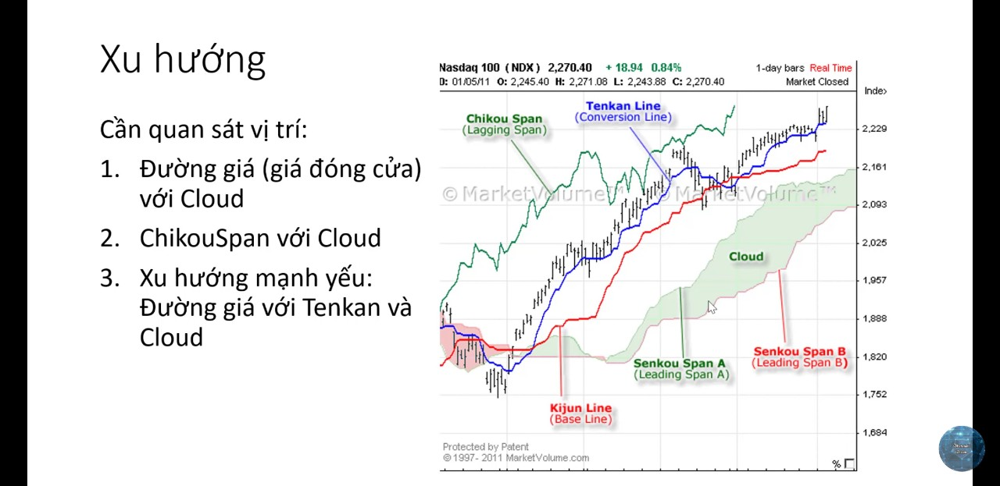 Xu hướng
Cần quan sát vị trí:
1. Đường giá (giá đóng cửa)
với Cloud
2. ChikouSpan với Cloud
3. Xu hướng mạnh yếu:
Đường giá với Tenkan và
Cloud
Nasdaq 100 (NDX) 2,270.40 + 18.94 0.84% 1-day bars Real Time
D: 01/05/11 O: 2,245.40 H: 2,271.08 L: 2,243.88 C: 2,270.40 Market Closed
Index>
Tenkan Line
(Conversion Line)
Chikou Span
(Lagging Span)
2,229
2,161
© MarketVolume™ © MarketVolume™
2,093
2,025
Cloud
1,957
1,888
Senkou Span B
(Leading Span B)
1,820
Senkou Span A
(Leading Span A)
1,752
Kijun Line
(Base Line)
1,684
Protected by Patent
© 1997- 2011 MarketVolume.com
%